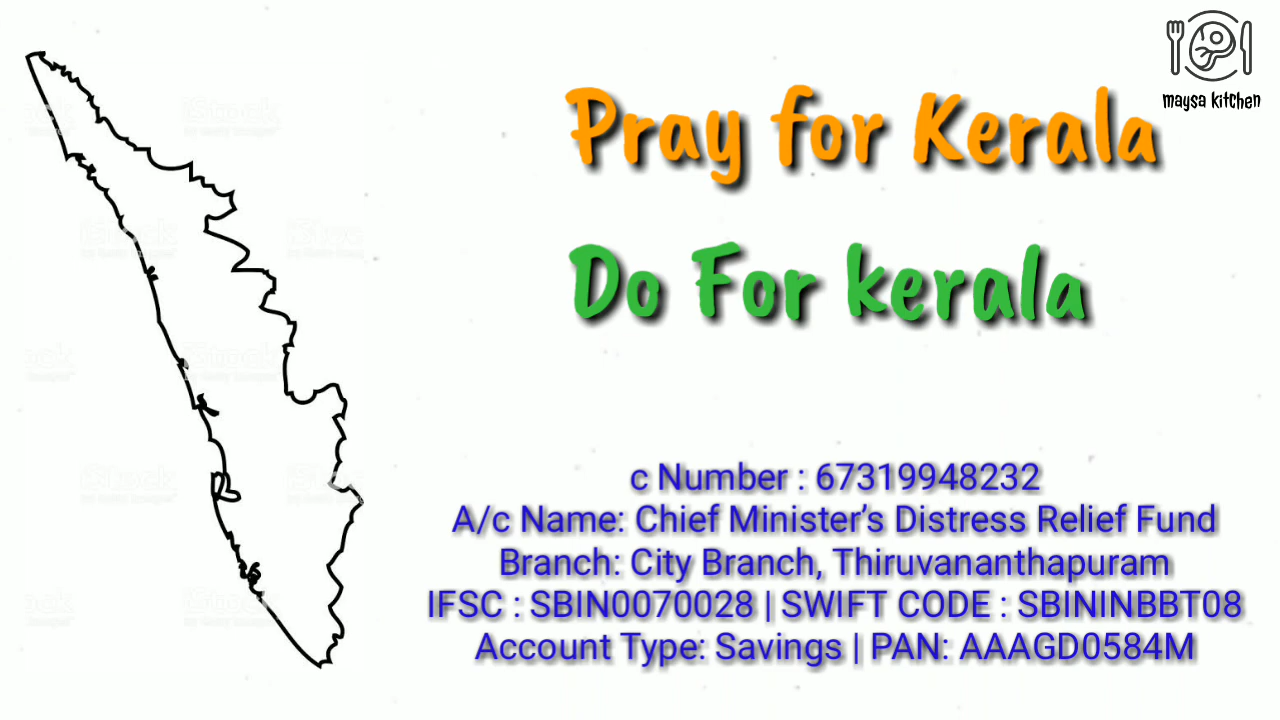 maysa kitchen
Pray for Kerala
Do For kerala
c Number : 67319948232
A/c Name: Chief Minister’s Distress Relief Fund
Branch: City Branch, Thiruvananthapuram
IFSC : SBIN0070028 | SWIFT CODE : SBININBBT08
Account Type: Savings | PAN: AAAGD0584M